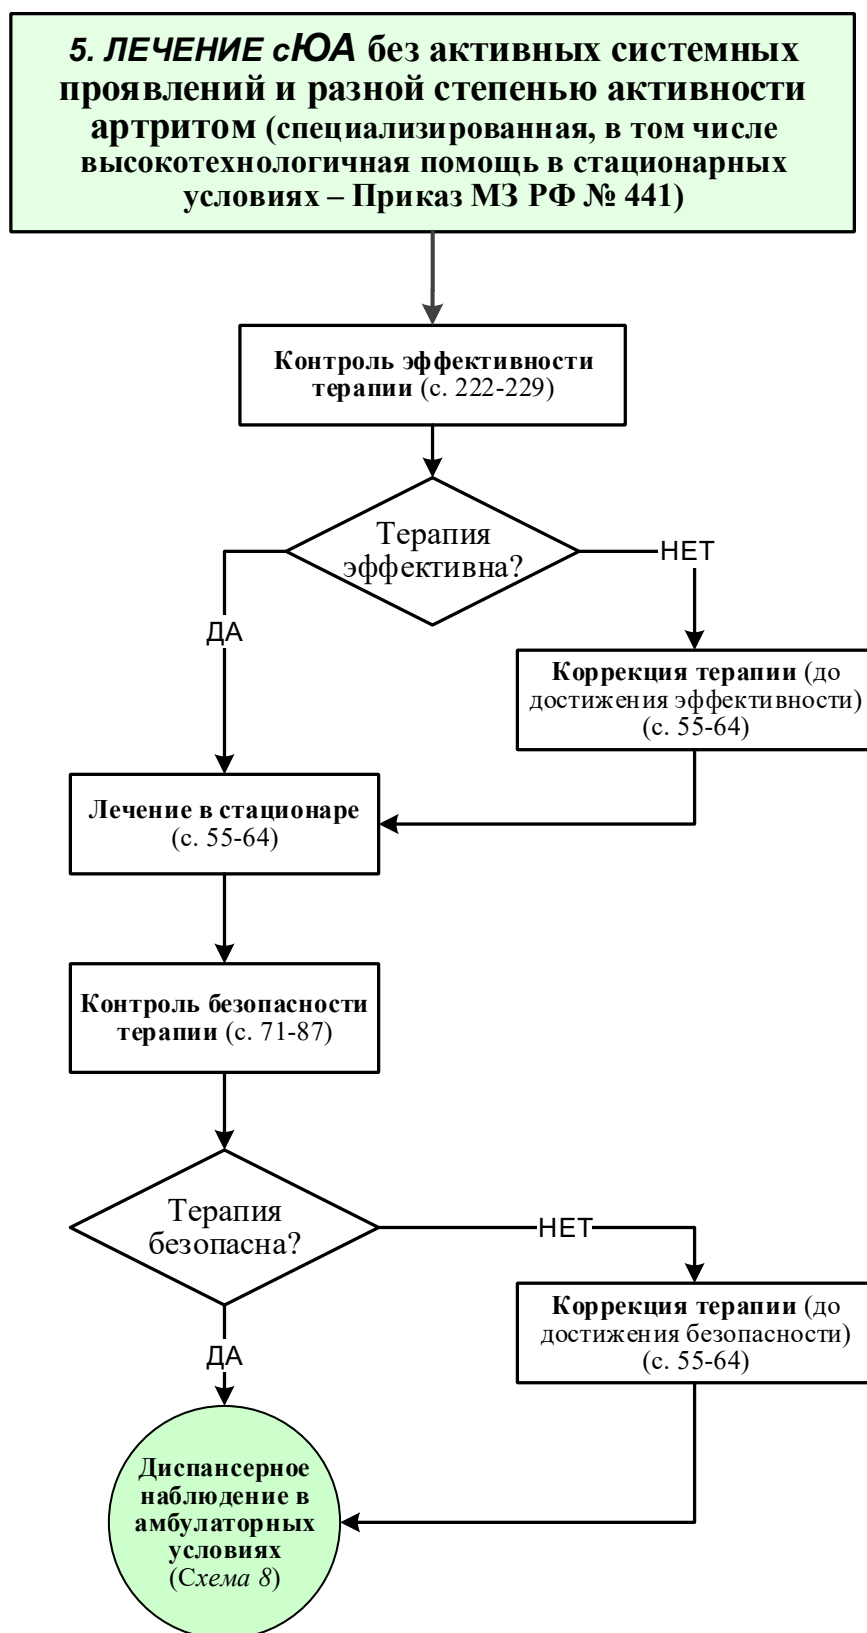 5. ЛЕЧЕНИЕ сЮА без активных системных
проявлений и разной степенью активности
артритом (специализированная, в том числе
высокотехнологичная помощь в стационарных
условиях – Приказ МЗ РФ № 441)
Контроль эффективности
терапии (с. 222-229)
Терапия
эффективна?
НЕТ
ДА
Коррекция терапии (до
достижения эффективности)
(с. 55-64)
Лечение в стационаре
(с. 55-64)
Контроль безопасности
терапии (с. 71-87)
Терапия
безопасна?
НЕТ
Коррекция терапии (до
достижения безопасности)
(с. 55-64)
ДА
Диспансерное
наблюдение в
амбулаторных
условиях
(Схема 8)